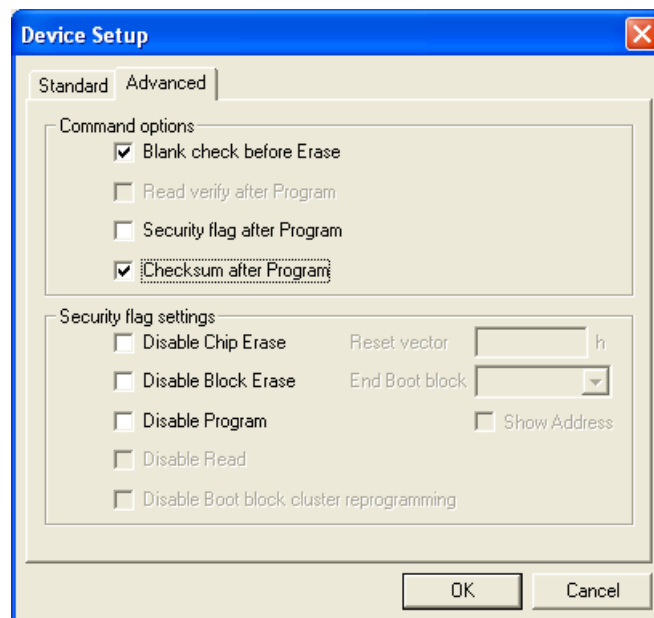 Device Setup
Standard Advanced
Command options
Blank check before Erase
Read verify after Program
Security flag after Program
Checksum after Program
Security flag settings
Disable Chip Erase Reset vector h
Disable Block Erase End Boot block
Disable Program Show Address
Disable Read
Disable Boot block cluster reprogramming
OK Cancel